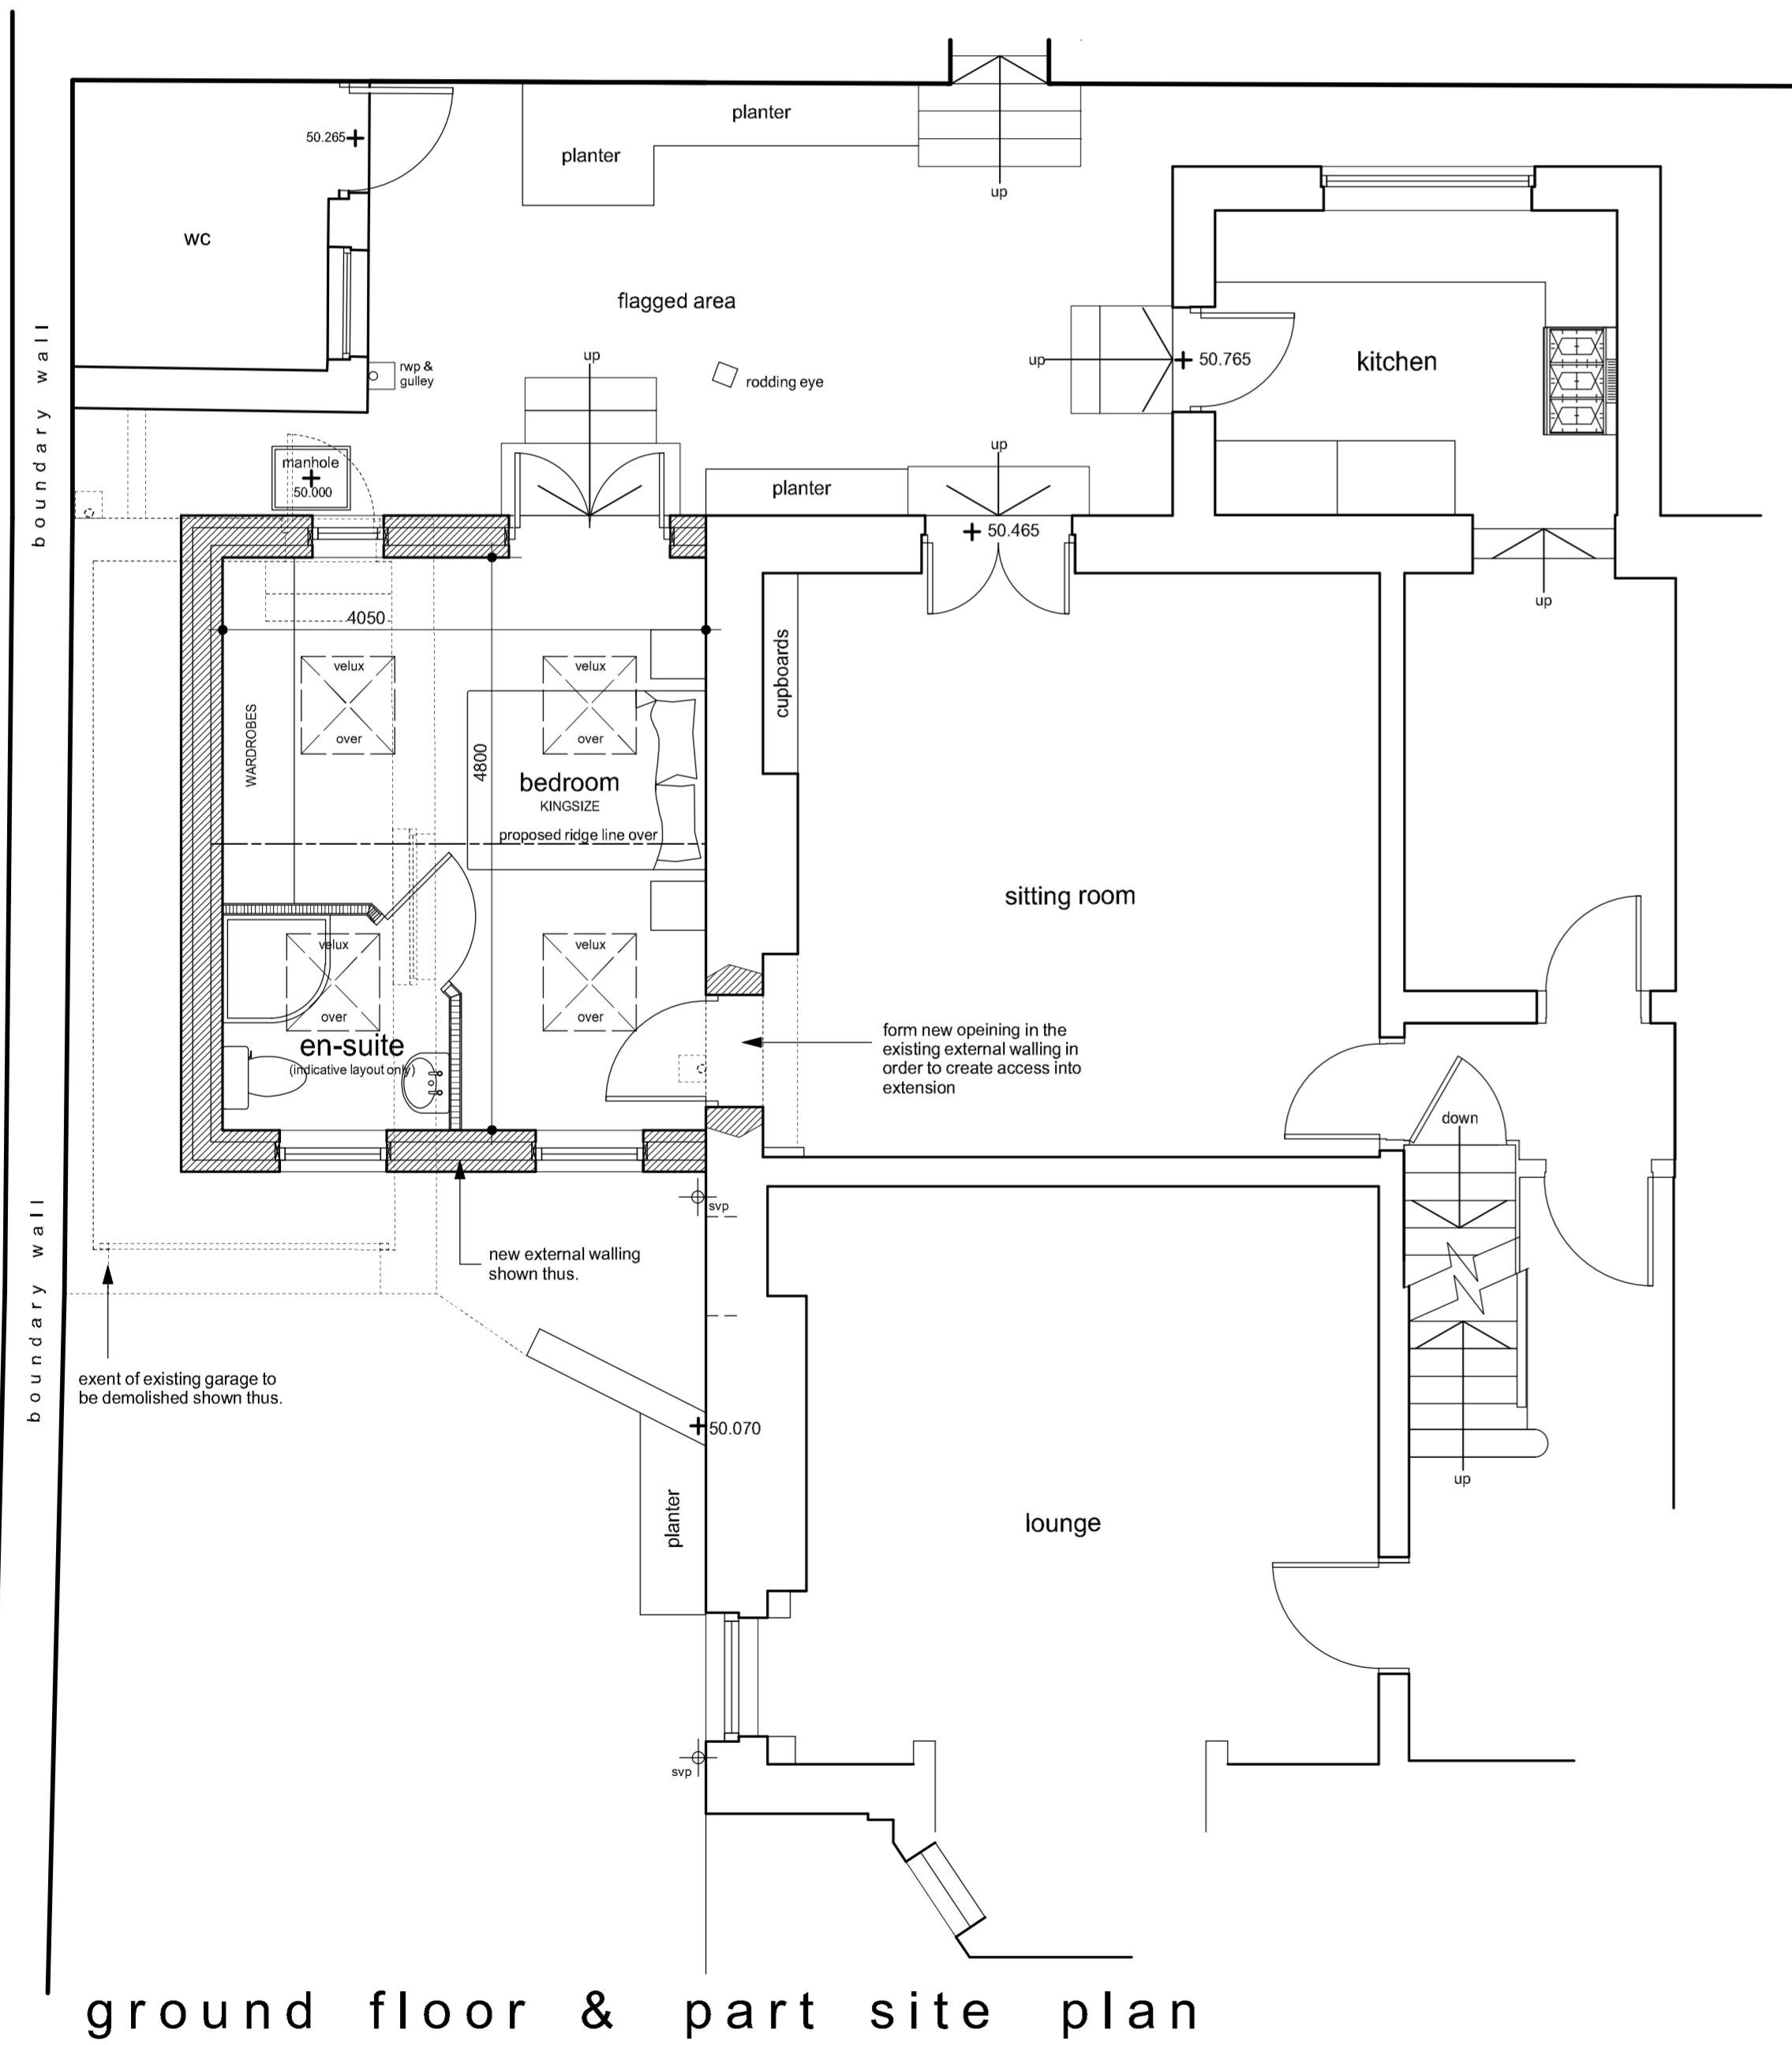 planter
planter
50.265
up
wc
flagged area
boundary wall
up
rwp &
gulley
rodding eye
up
50.765
kitchen
manhole
50.000
up
planter
50.465
up
4050
velux
over
velux
over
cupboards
WARDROBES
4800
bedroom
KINGSIZE
proposed ridge line over
sitting room
velux
over
velux
over
en-suite
(indicative layout only)
form new opeining in the
existing external walling in
order to create access into
extension
down
svp
boundary wall
new external walling
shown thus.
exent of existing garage to
be demolished shown thus.
50.070
planter
up
lounge
svp
ground floor & part site plan